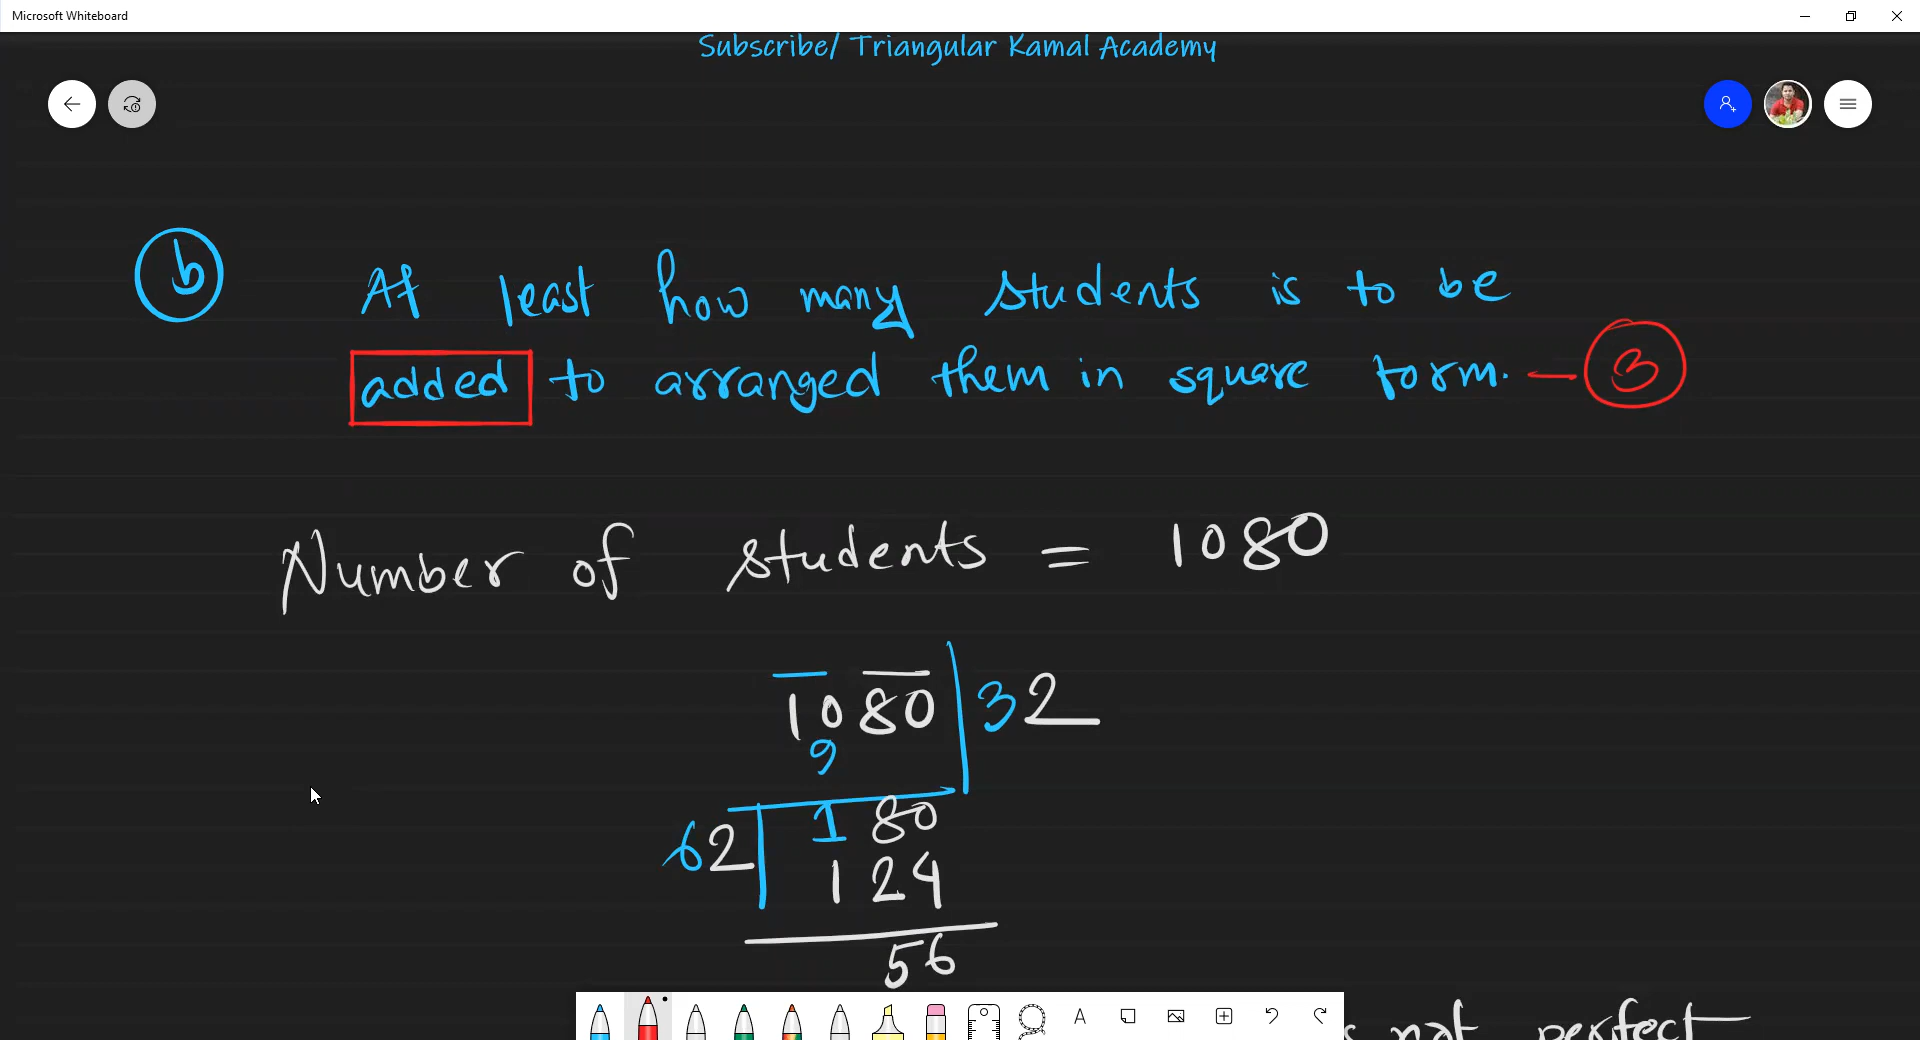 Microsoft Whiteboard
Subscribe/ Triangular Kamal Academy
b At least how many students is to be
added to arranged them in square form. — 3
Number of students = 1080
1080 32
9
62 180
124
56
not perfect